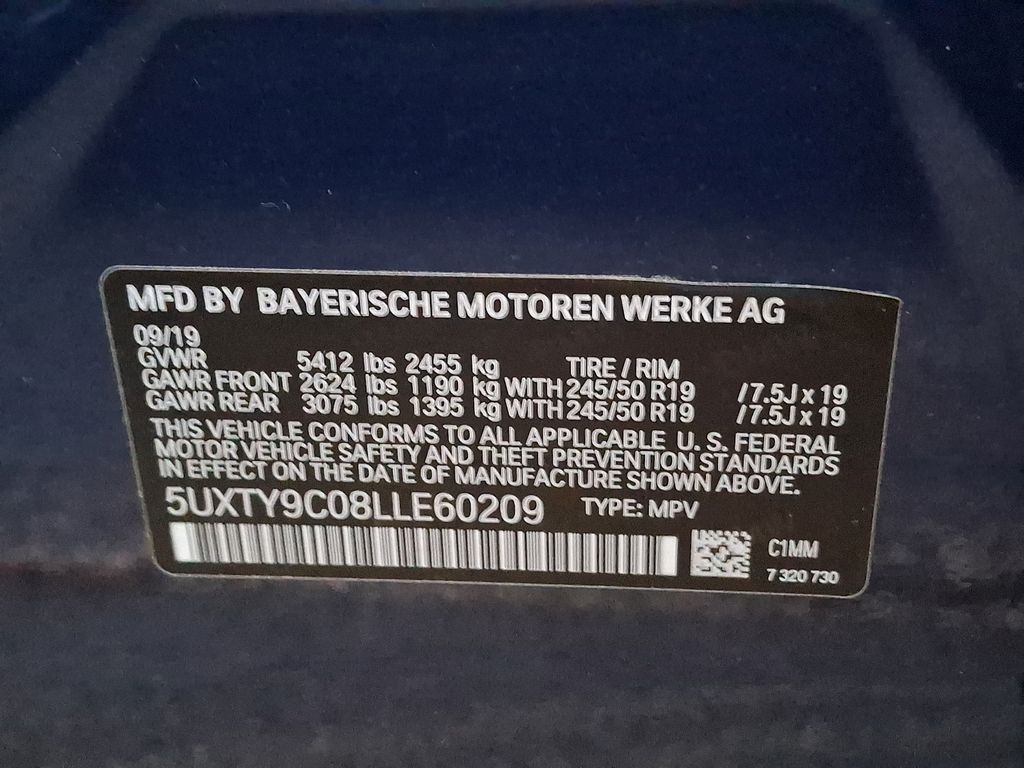 MFD BY BAYERISCHE MOTOREN WERKE AG
09/19
GVWR 5412 lbs 2455 kg TIRE / RIM
GAWR FRONT 2624 lbs 1190 kg WITH 245/50 R19 / 7.5J x 19
GAWR REAR 3075 lbs 1395 kg WITH 245/50 R19 / 7.5J x 19
THIS VEHICLE CONFORMS TO ALL APPLICABLE U. S. FEDERAL
MOTOR VEHICLE SAFETY AND THEFT PREVENTION STANDARDS
IN EFFECT ON THE DATE OF MANUFACTURE SHOWN ABOVE.
5UXTY9C08LLE60209 TYPE: MPV
C1MM
7 320 730